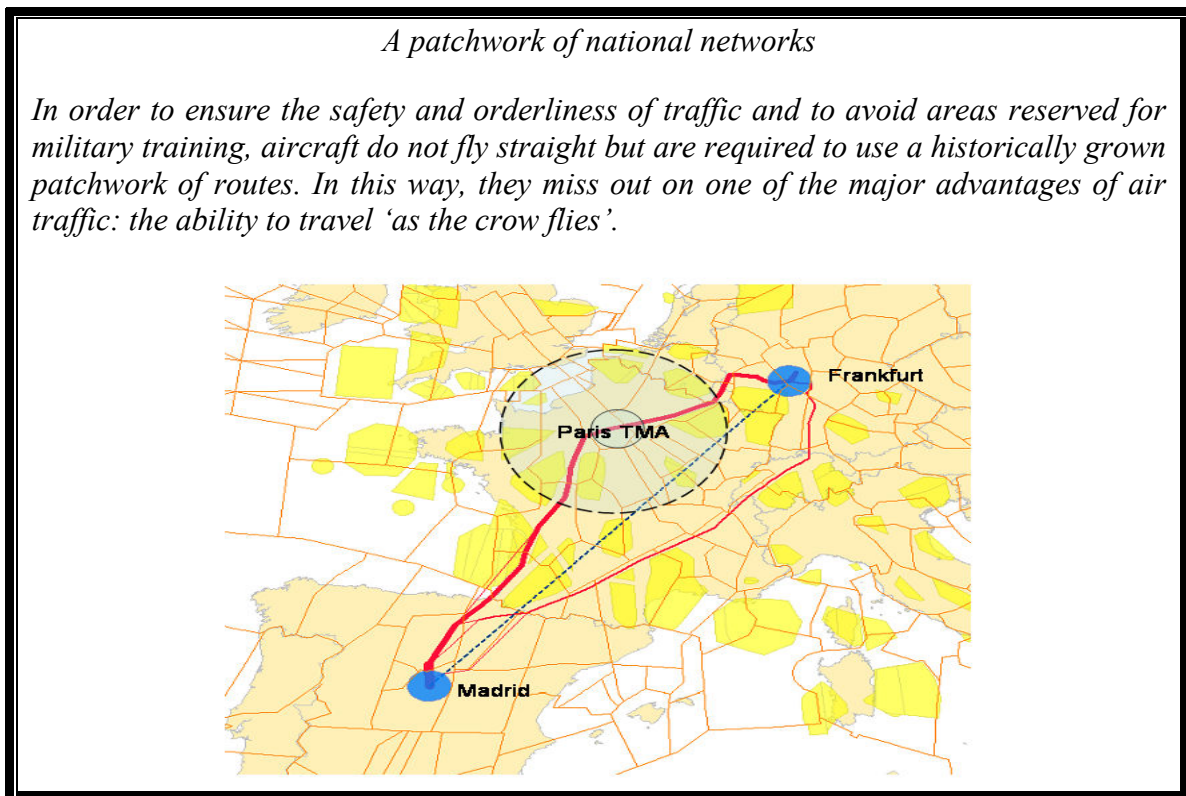 A patchwork of national networks
In order to ensure the safety and orderliness of traffic and to avoid areas reserved for
military training, aircraft do not fly straight but are required to use a historically grown
patchwork of routes. In this way, they miss out on one of the major advantages of air
traffic: the ability to travel ‘as the crow flies’.
Frankfurt
Paris TMA
Madrid